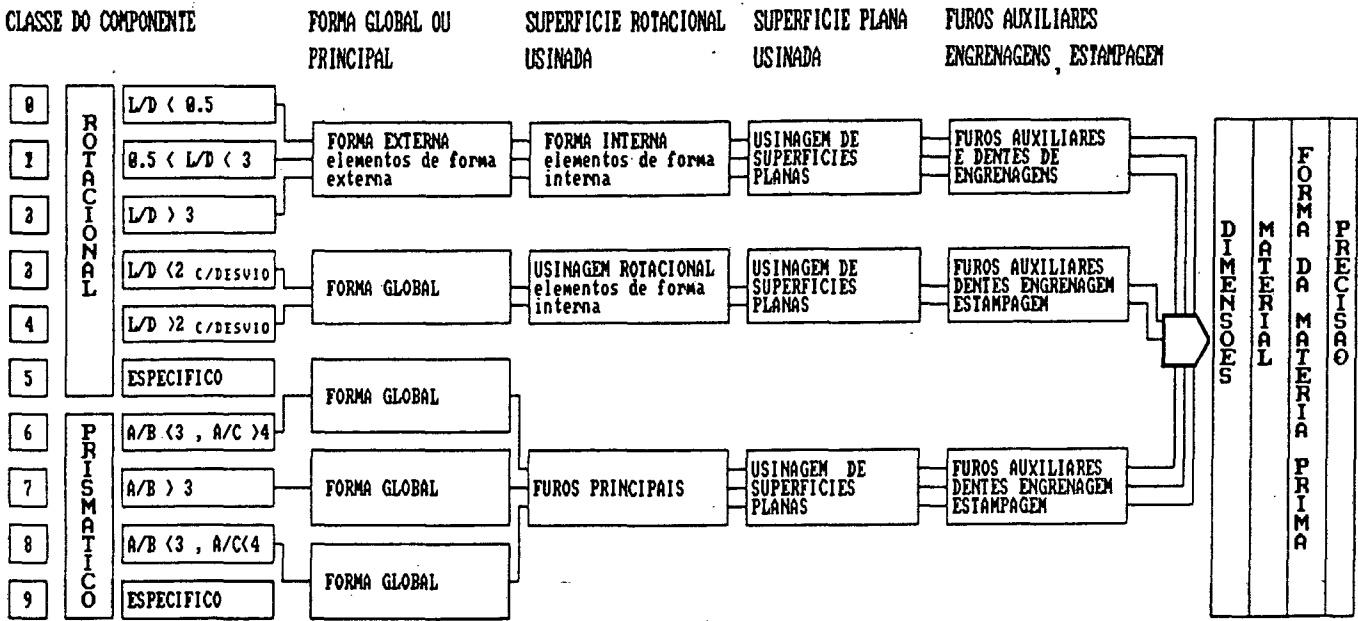 CLASSE DO COMPONENTE
FORMA GLOBAL OU
PRINCIPAL
SUPERFICIE ROTACIONAL
USINADA
SUPERFICIE PLANA
USINADA
FUROS AUXILIARES
ENGRENAGENS, ESTAMPAGEM
0
1
2
3
4
5
6
7
8
9
ROTACIONAL
PRISMATICO
L/D < 0.5
0.5 < L/D < 3
L/D > 3
L/D <2 C/DESVIO
L/D >2 C/DESVIO
ESPECIFICO
A/B <3 , A/C >4
A/B > 3
A/B <3 , A/C<4
ESPECIFICO
FORMA EXTERNA
elementos de forma
externa
FORMA GLOBAL
FORMA GLOBAL
FORMA GLOBAL
FORMA GLOBAL
FORMA INTERNA
elementos de forma
interna
USINAGEM ROTACIONAL
elementos de forma
interna
FUROS PRINCIPAIS
USINAGEM DE
SUPERFICIES
PLANAS
USINAGEM DE
SUPERFICIES
PLANAS
USINAGEM DE
SUPERFICIES
PLANAS
FUROS AUXILIARES
E DENTES DE
ENGRENAGENS
FUROS AUXILIARES
DENTES ENGRENAGEM
ESTAMPAGEM
FUROS AUXILIARES
DENTES ENGRENAGEM
ESTAMPAGEM
DIMENSOES
MATERIAL
FORMA DA MATERIA PRIMA
PRECISAO